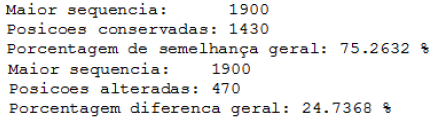 Maior sequencia: 1900
Posicoes conservadas: 1430
Porcentagem de semelhança geral: 75.2632 %
Maior sequencia: 1900
Posicoes alteradas: 470
Porcentagem diferenca geral: 24.7368 %